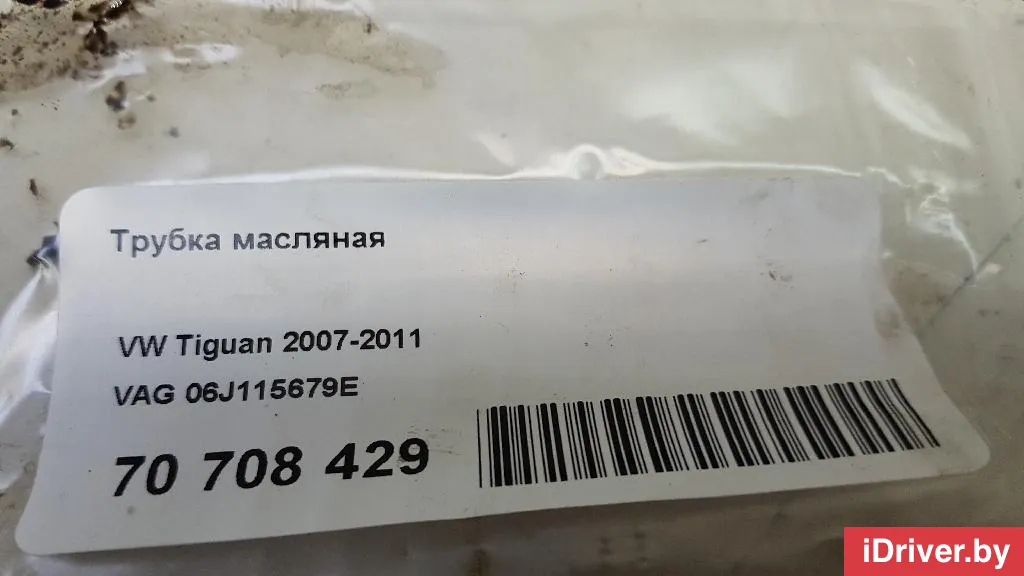 Трубка масляная
VW Tiguan 2007-2011
VAG 06J115679E
70 708 429
iDriver.by